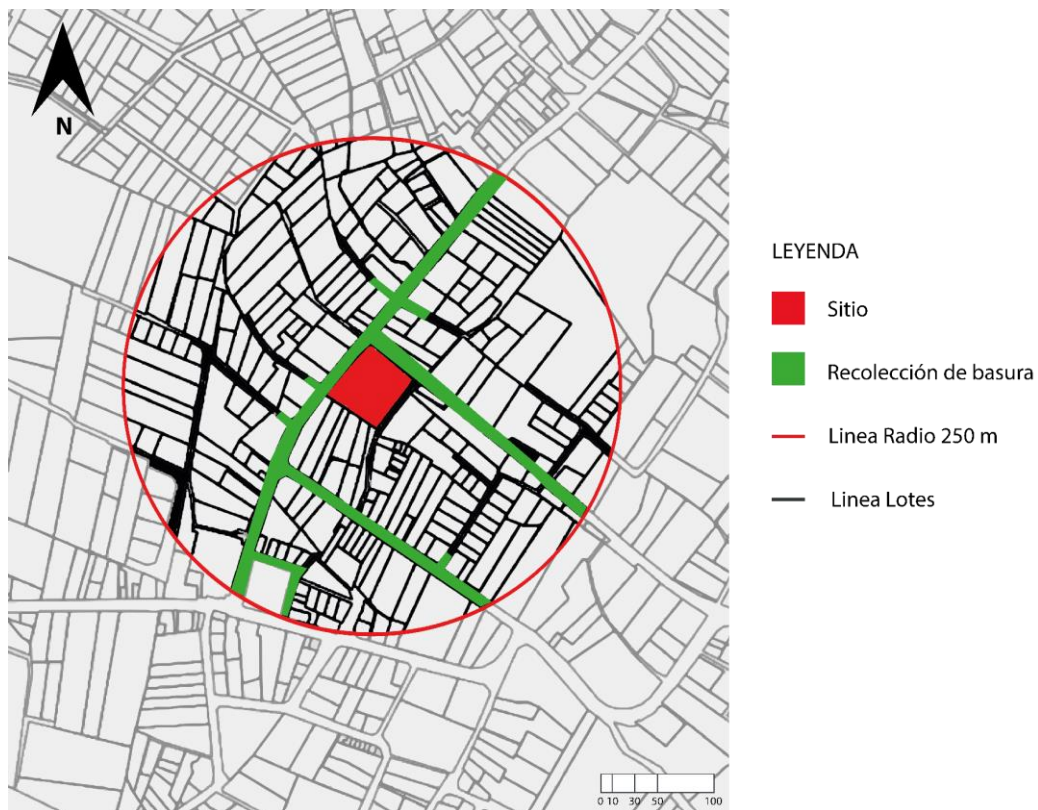 N
LEYENDA
Sitio
Recolección de basura
Linea Radio 250 m
Linea Lotes
0 10 30 50 100